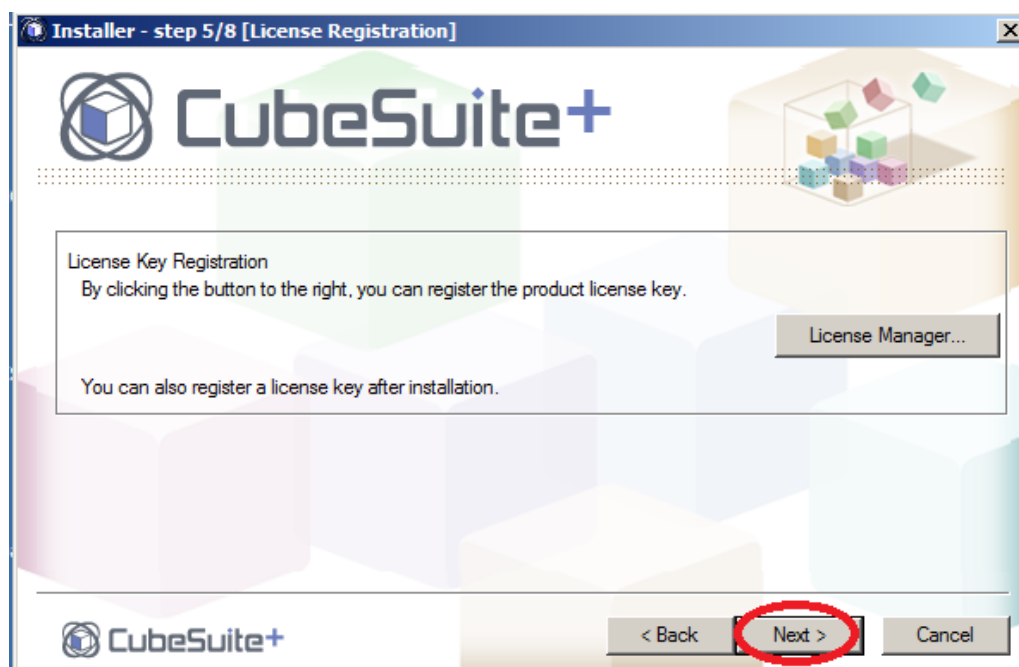 Installer - step 5/8 [License Registration]
CubeSuite+
License Key Registration
By clicking the button to the right, you can register the product license key.
License Manager...
You can also register a license key after installation.
CubeSuite+
< Back
Next >
Cancel